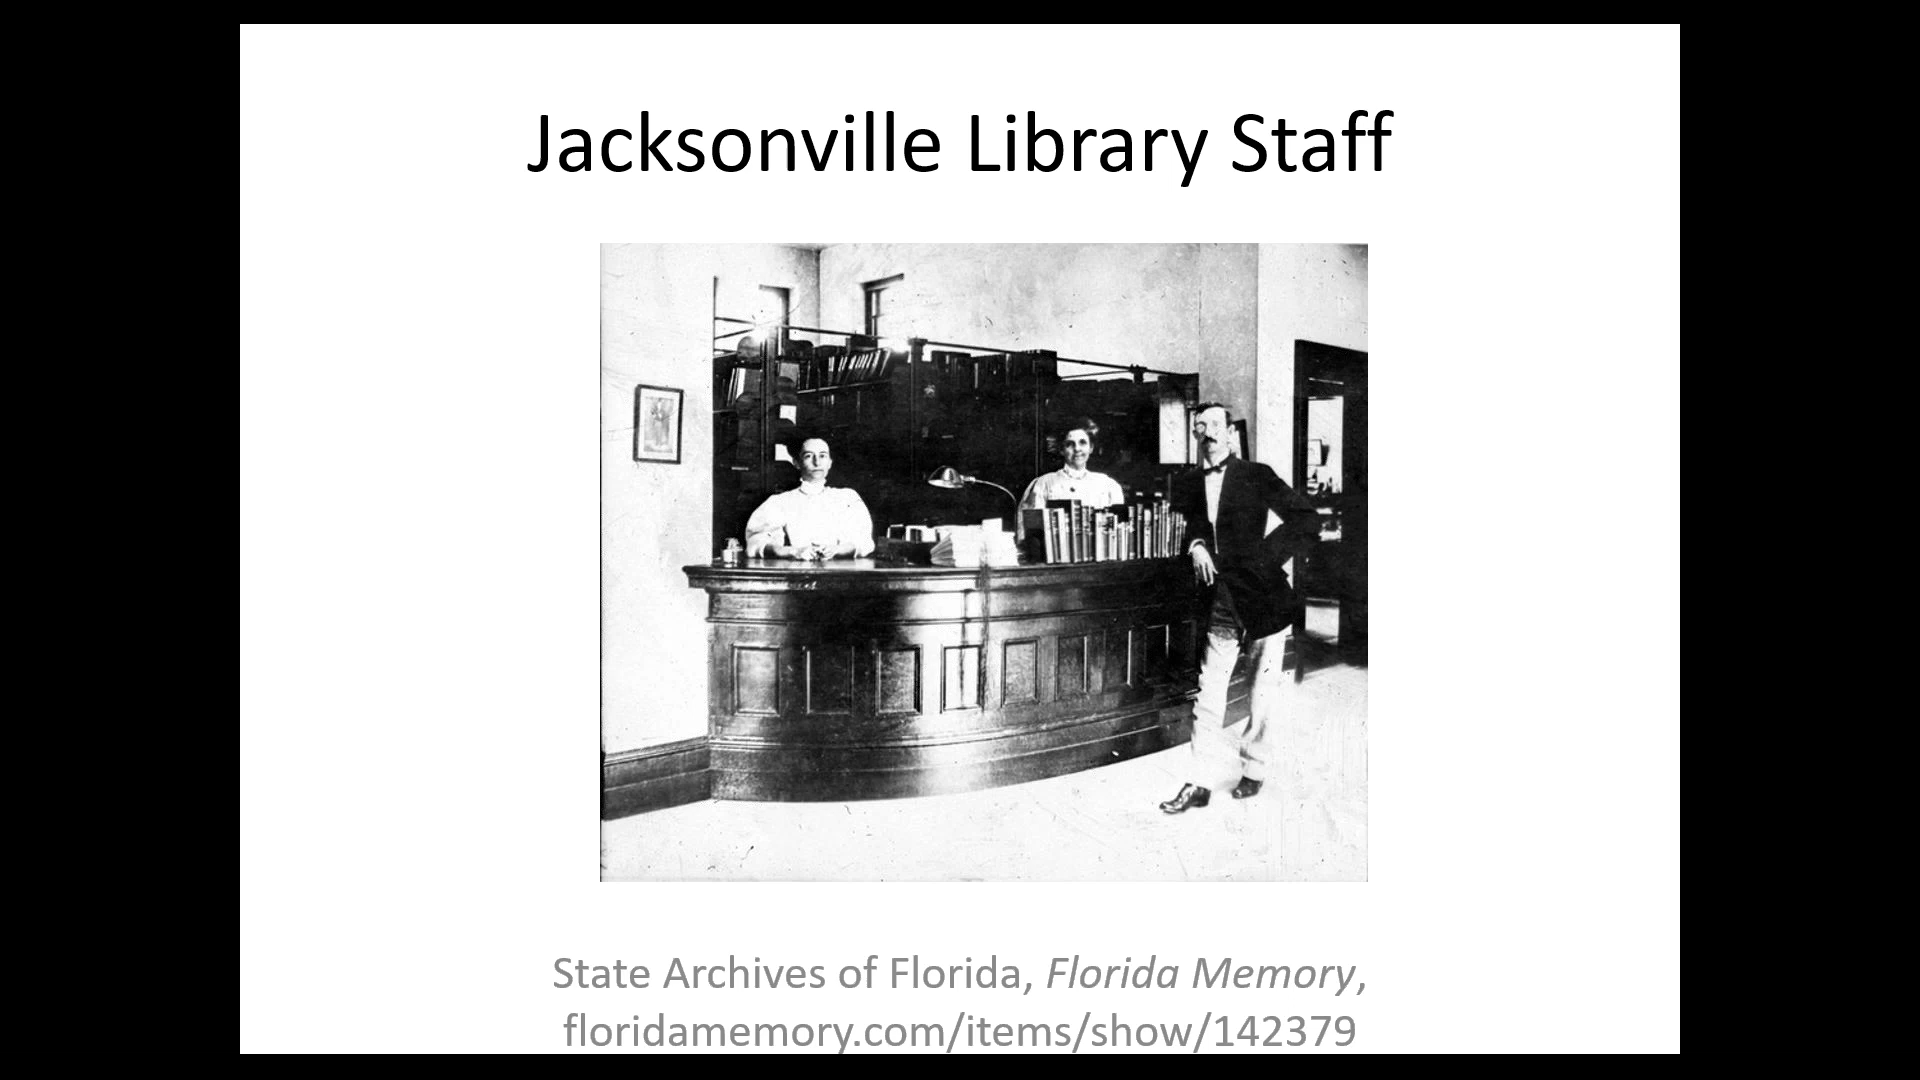 Jacksonville Library Staff
State Archives of Florida, Florida Memory,
floridamemory.com/items/show/142379